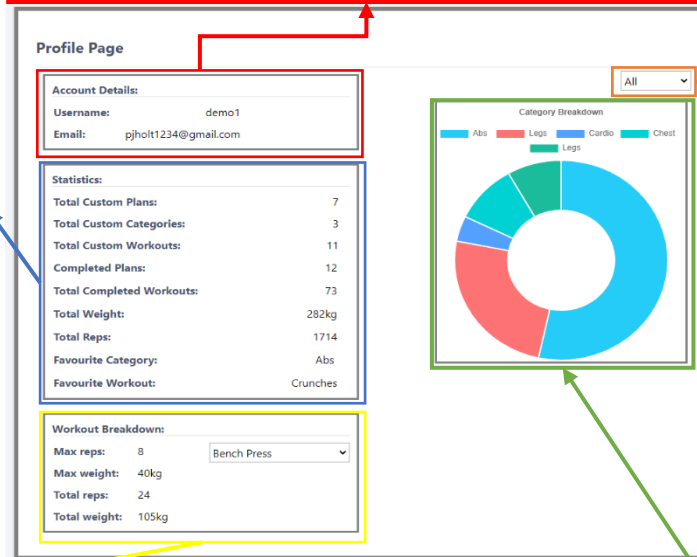 Profile Page
All
Account Details:
Username: demo1
Email: pjholt1234@gmail.com
Category Breakdown
Abs Legs Cardio Chest
Legs
Statistics:
Total Custom Plans: 7
Total Custom Categories: 3
Total Custom Workouts: 11
Completed Plans: 12
Total Completed Workouts: 73
Total Weight: 282kg
Total Reps: 1714
Favourite Category: Abs
Favourite Workout: Crunches
Workout Breakdown:
Max reps: 8 Bench Press
Max weight: 40kg
Total reps: 24
Total weight: 105kg